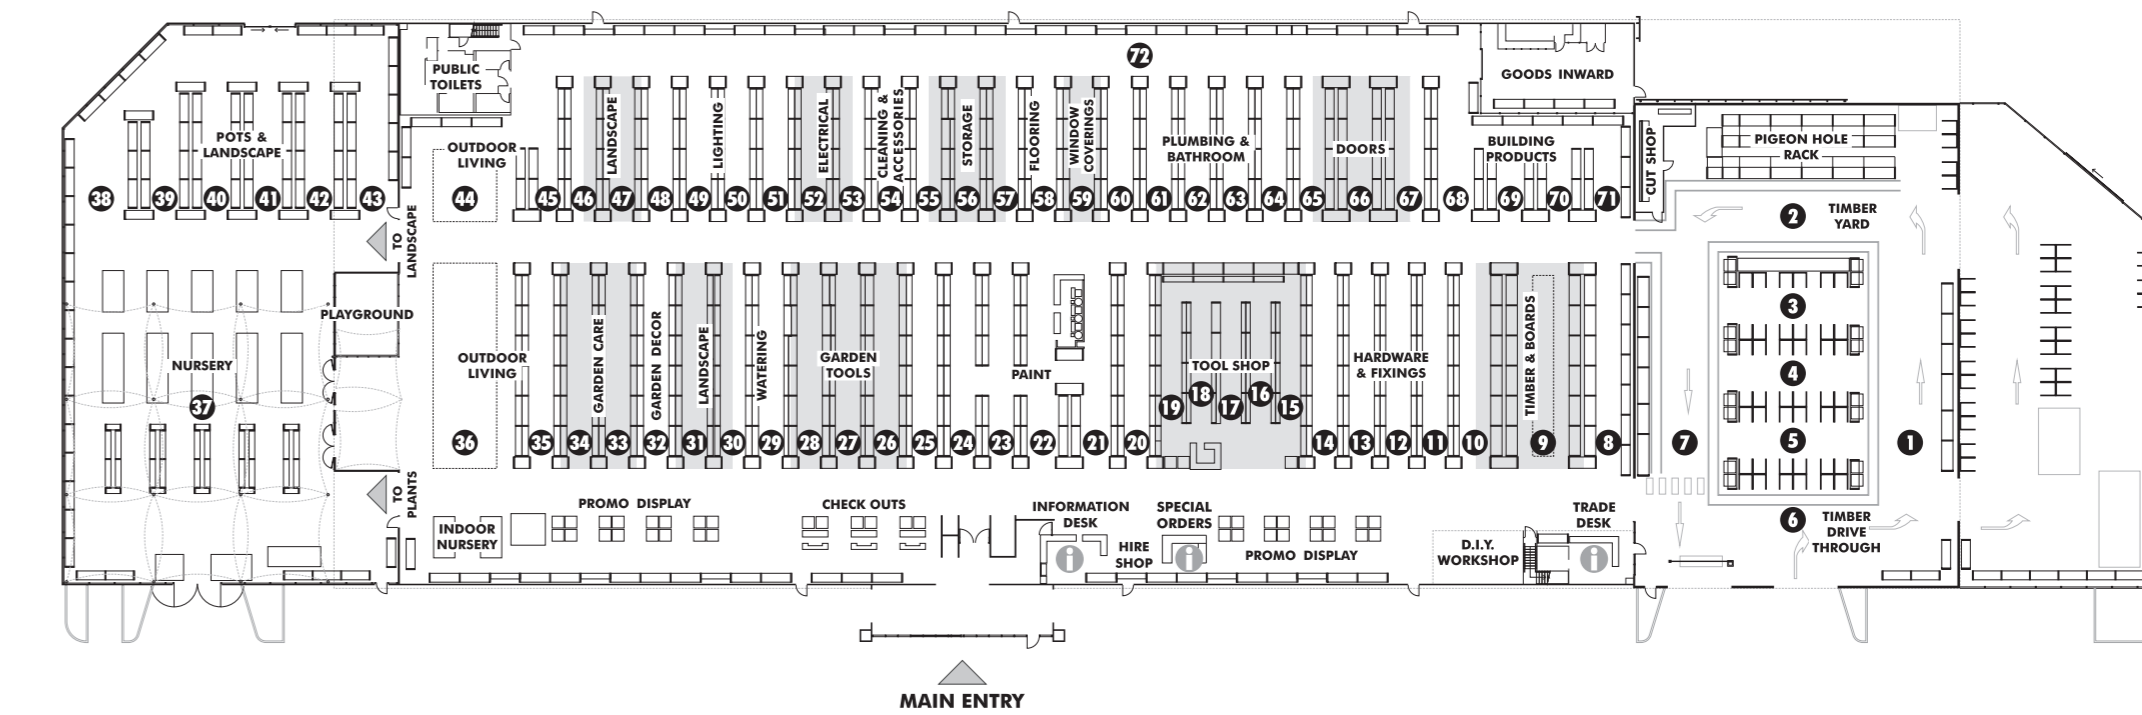 72
PUBLIC
TOILETS
GOODS INWARD
POTS &
LANDSCAPE
OUTDOOR
LIVING
LANDSCAPE
LIGHTING
ELECTRICAL
CLEANING &
ACCESSORIES
STORAGE
FLOORING
WINDOW
COVERINGS
PLUMBING &
BATHROOM
DOORS
BUILDING
PRODUCTS
CUT SHOP
PIGEON HOLE
RACK
38 39 40 41 42 43 44 45 46 47 48 49 50 51 52 53 54 55 56 57 58 59 60 61 62 63 64 65 66 67 68 69 70 71
2
TIMBER
YARD
TO
LANDSCAPE
PLAYGROUND
NURSERY
37
OUTDOOR
LIVING
GARDEN CARE
GARDEN DECOR
LANDSCAPE
WATERING
GARDEN
TOOLS
PAINT
TOOL SHOP
19 18 17 16 15
HARDWARE
& FIXINGS
TIMBER & BOARDS
3
4
5
36 35 34 33 32 31 30 29 28 27 26 25 24 23 22 21 20 14 13 12 11 10 9 8 7 1
TO
PLANTS
INDOOR
NURSERY
PROMO DISPLAY
CHECK OUTS
INFORMATION
DESK
i
HIRE
SHOP
SPECIAL
ORDERS
i
PROMO DISPLAY
D.I.Y.
WORKSHOP
TRADE
DESK
i
6
TIMBER
DRIVE
THROUGH
MAIN ENTRY